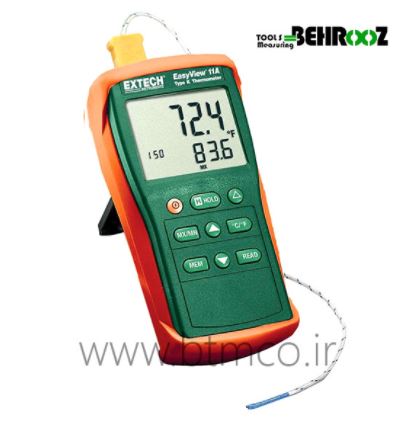 TOOLS
Measuring
BEHROOZ
EXTECH
INSTRUMENTS
EasyView 11A
Type K Thermometer
72.4
°F
150
83.6
MX
H HOLD
MX/MN
°C/°F
MEM
READ
www.btmco.ir